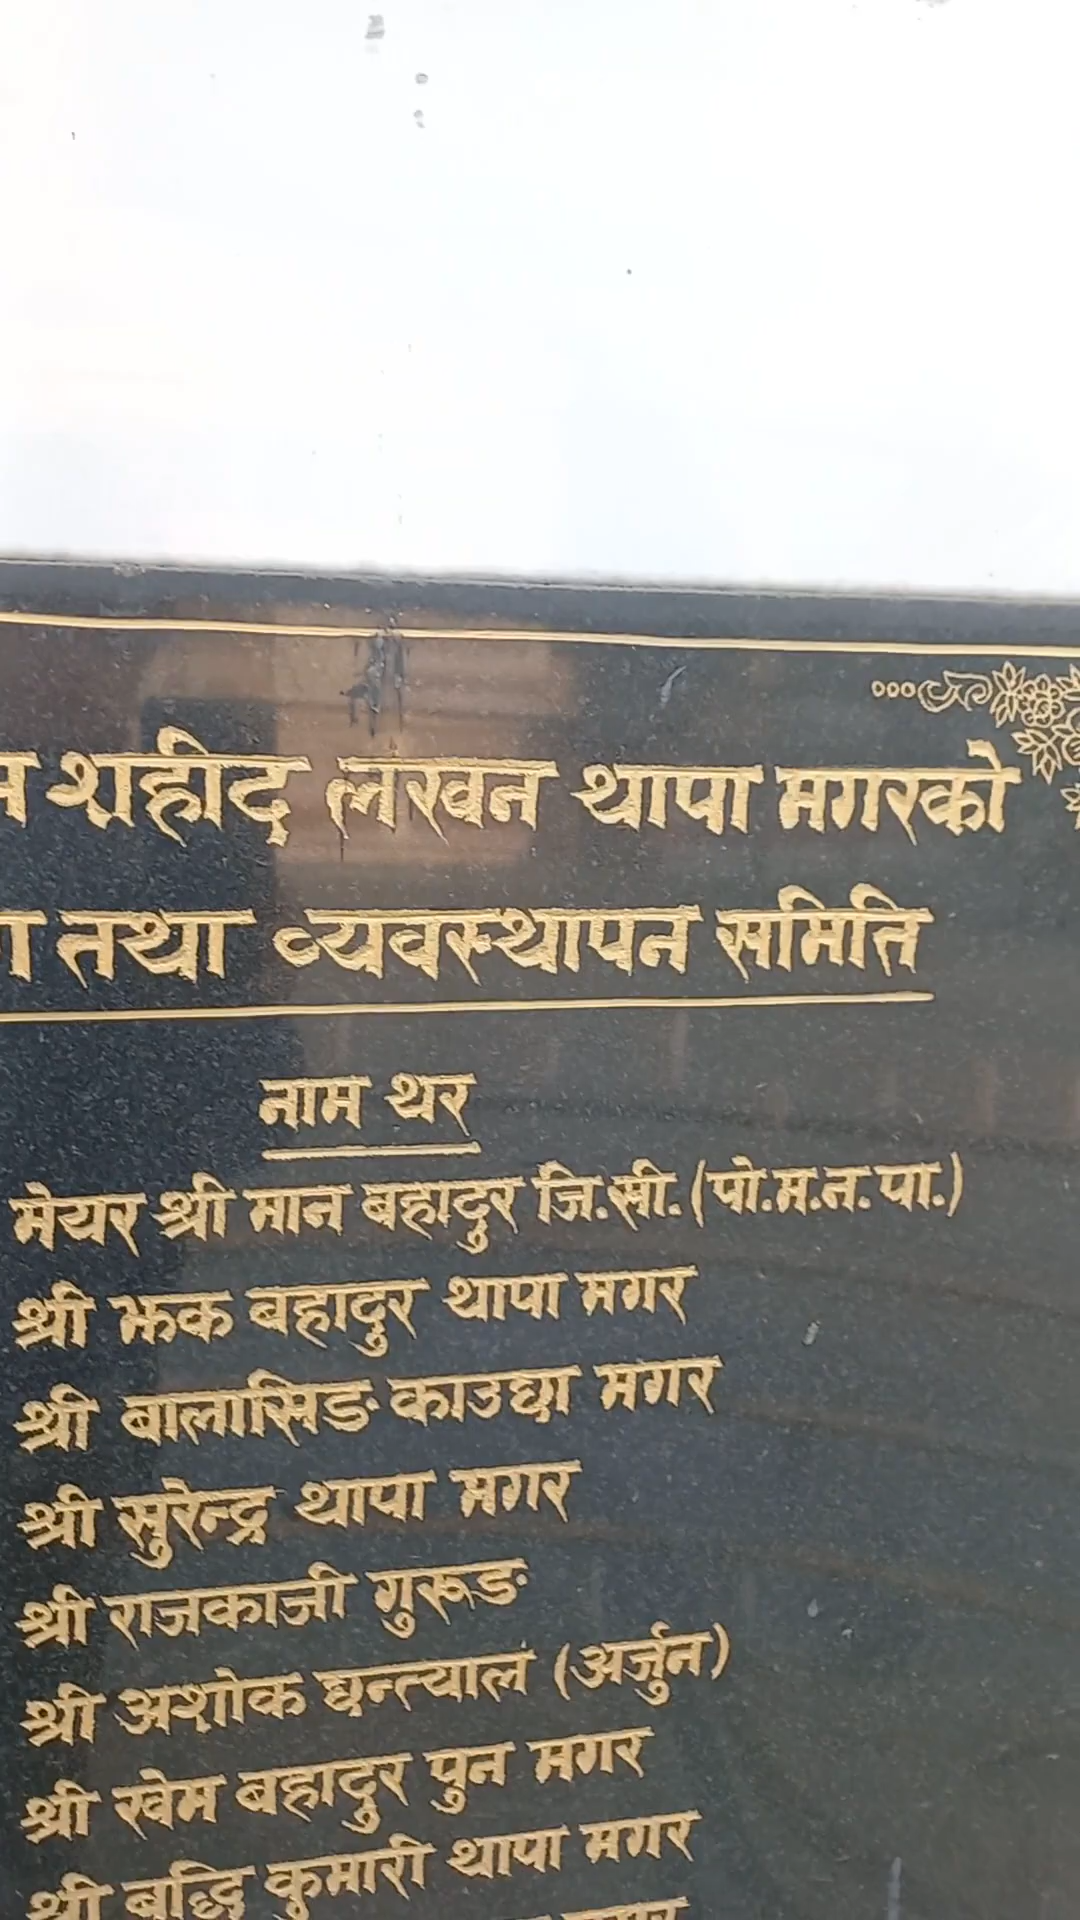 शहीद लखन थापा मगरको
तथा व्यवस्थापन समिति
नाम थर
मेयर श्री मान बहादुर जि.सी. (पो.म.न.पा.)
श्री झक बहादुर थापा मगर
श्री बालासिङ काउछा मगर
श्री सुरेन्द्र थापा मगर
श्री राजकाजी गुरूङ
श्री अशोक घन्त्याल (अर्जुन)
श्री खेम बहादुर पुन मगर
श्री बुद्धि कुमारी थापा मगर